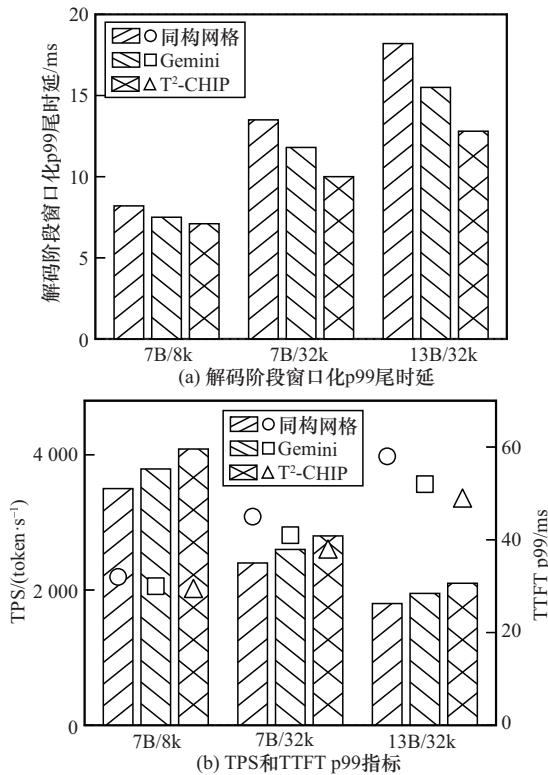 20
15
10
5
0
解码阶段窗口化p99尾时延/ms
同构网格
Gemini
T²-CHIP
7B/8k
7B/32k
13B/32k
(a) 解码阶段窗口化p99尾时延
4 000
2 000
0
TPS/(token·s⁻¹)
同构网格
Gemini
T²-CHIP
60
40
20
0
TTFT p99/ms
7B/8k
7B/32k
13B/32k
(b) TPS和TTFT p99指标